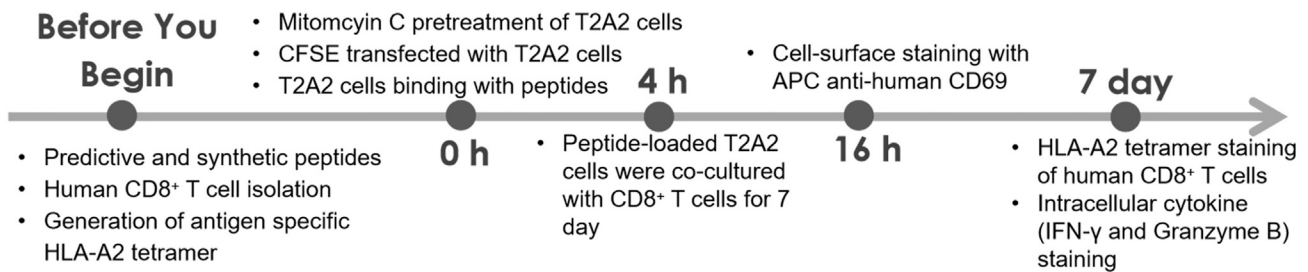 Before You
Begin
• Predictive and synthetic peptides
• Human CD8⁺ T cell isolation
• Generation of antigen specific
HLA-A2 tetramer
• Mitomcyin C pretreatment of T2A2 cells
• CFSE transfected with T2A2 cells
• T2A2 cells binding with peptides
0 h
4 h
• Peptide-loaded T2A2
cells were co-cultured
with CD8⁺ T cells for 7
day
• Cell-surface staining with
APC anti-human CD69
16 h
7 day
• HLA-A2 tetramer staining
of human CD8⁺ T cells
• Intracellular cytokine
(IFN-γ and Granzyme B)
staining